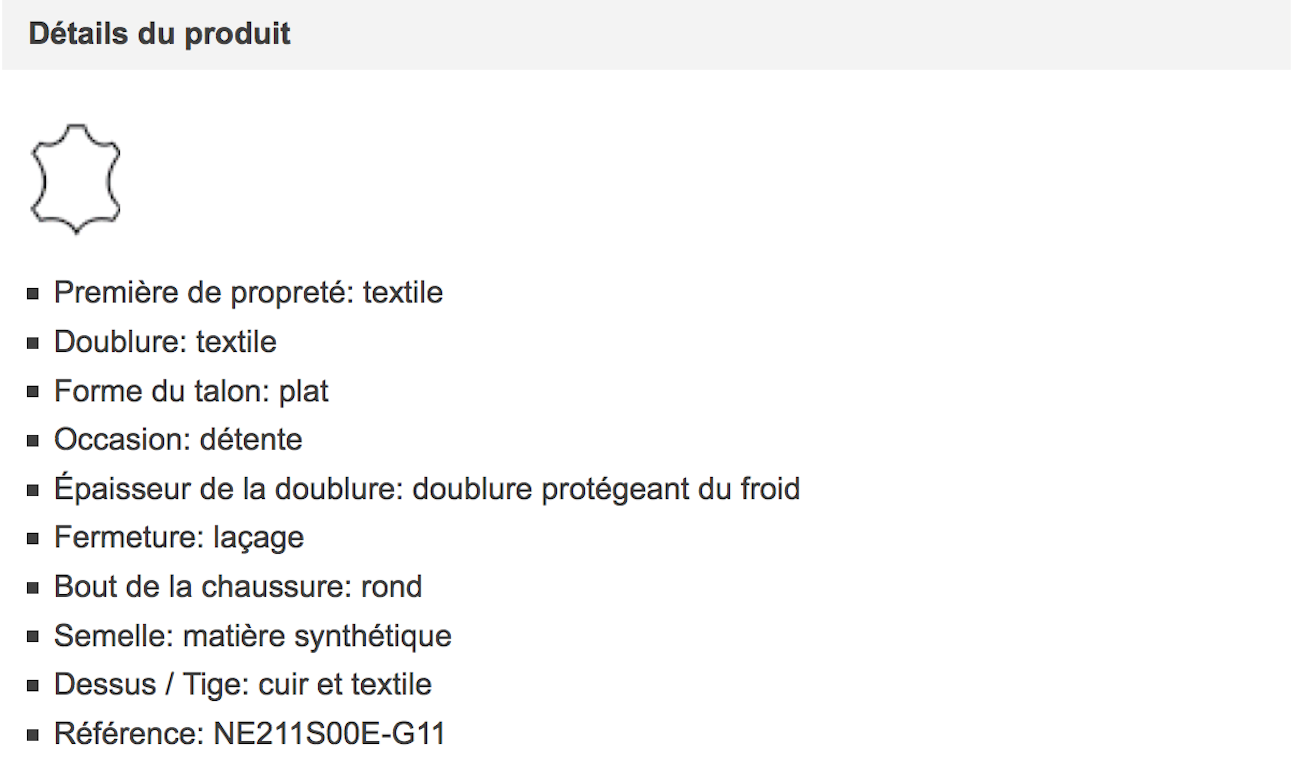 Détails du produit
Première de propreté: textile
Doublure: textile
Forme du talon: plat
Occasion: détente
Épaisseur de la doublure: doublure protégeant du froid
Fermeture: laçage
Bout de la chaussure: rond
Semelle: matière synthétique
Dessus / Tige: cuir et textile
Référence: NE211S00E-G11